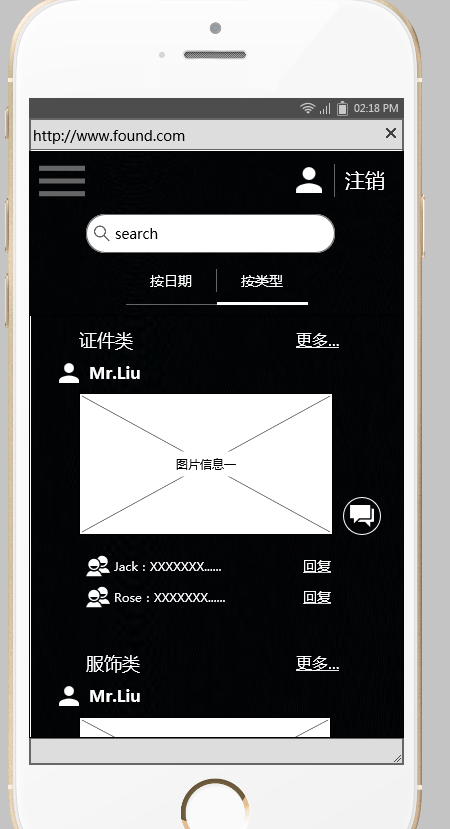 02:18 PM
http://www.found.com
注销
search
按日期 按类型
证件类 更多...
Mr.Liu
图片信息一
Jack : XXXXXXX...... 回复
Rose : XXXXXXX...... 回复
服饰类 更多...
Mr.Liu